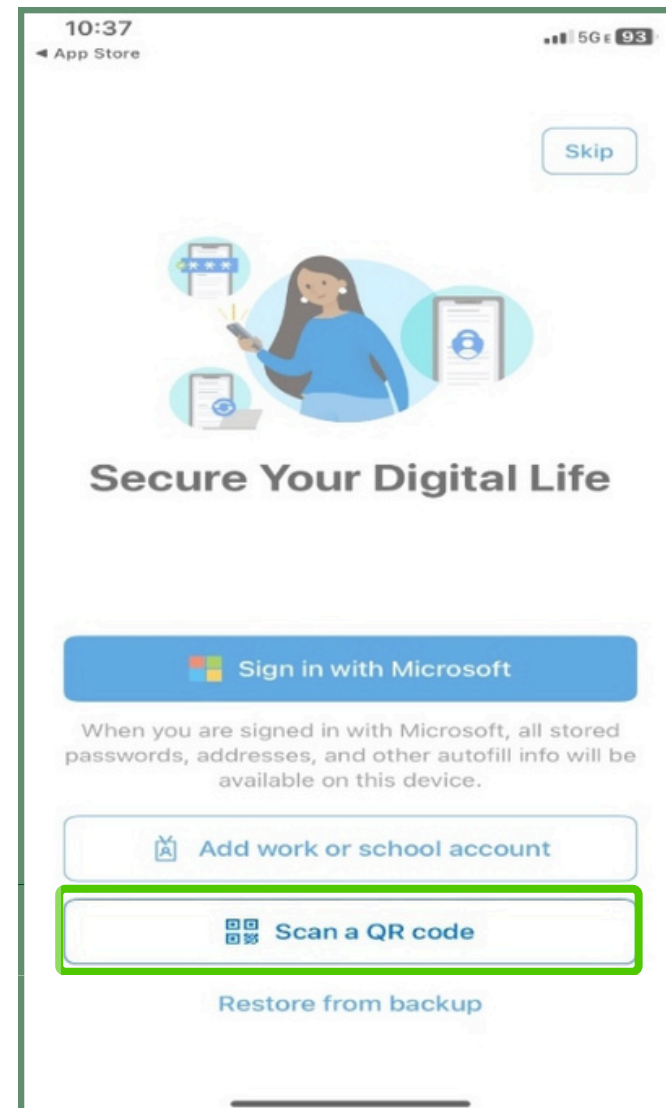 10:37
5G E 93
◄ App Store
Skip
***
Secure Your Digital Life
Sign in with Microsoft
When you are signed in with Microsoft, all stored
passwords, addresses, and other autofill info will be
available on this device.
Add work or school account
Scan a QR code
Restore from backup